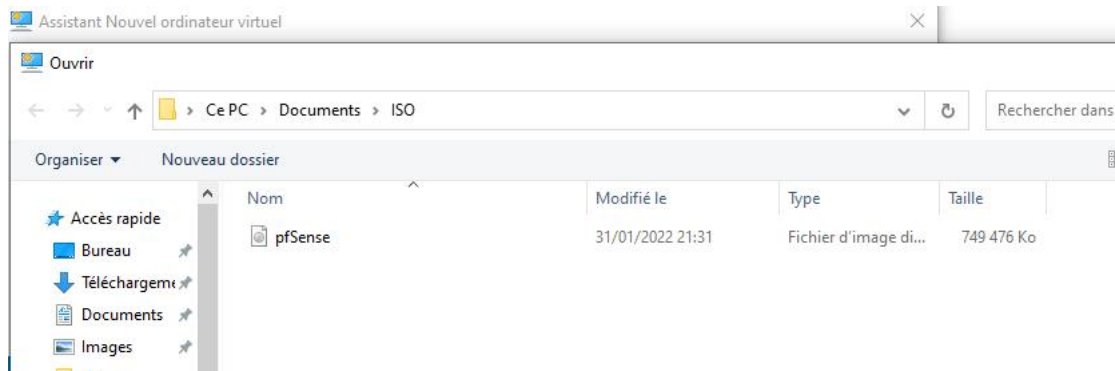 Assistant Nouvel ordinateur virtuel
Ouvrir
Ce PC > Documents > ISO
Rechercher dans
Organiser
Nouveau dossier
Nom
Modifié le
Type
Taille
Accès rapide
pfSense
31/01/2022 21:31
Fichier d'image di...
749 476 Ko
Bureau
Téléchargeme
Documents
Images